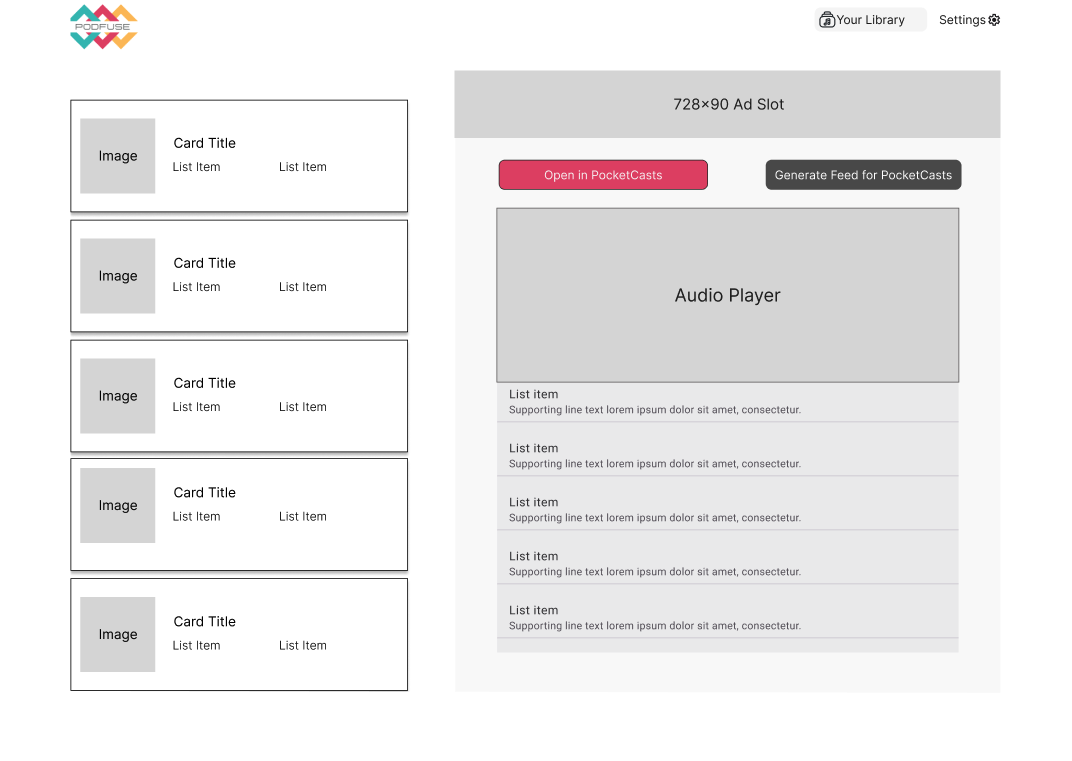 PODFUSE
Your Library
Settings
Image
Card Title
List Item
List Item
Image
Card Title
List Item
List Item
Image
Card Title
List Item
List Item
Image
Card Title
List Item
List Item
Image
Card Title
List Item
List Item
728x90 Ad Slot
Open in PocketCasts
Generate Feed for PocketCasts
Audio Player
List item
Supporting line text lorem ipsum dolor sit amet, consectetur.
List item
Supporting line text lorem ipsum dolor sit amet, consectetur.
List item
Supporting line text lorem ipsum dolor sit amet, consectetur.
List item
Supporting line text lorem ipsum dolor sit amet, consectetur.
List item
Supporting line text lorem ipsum dolor sit amet, consectetur.